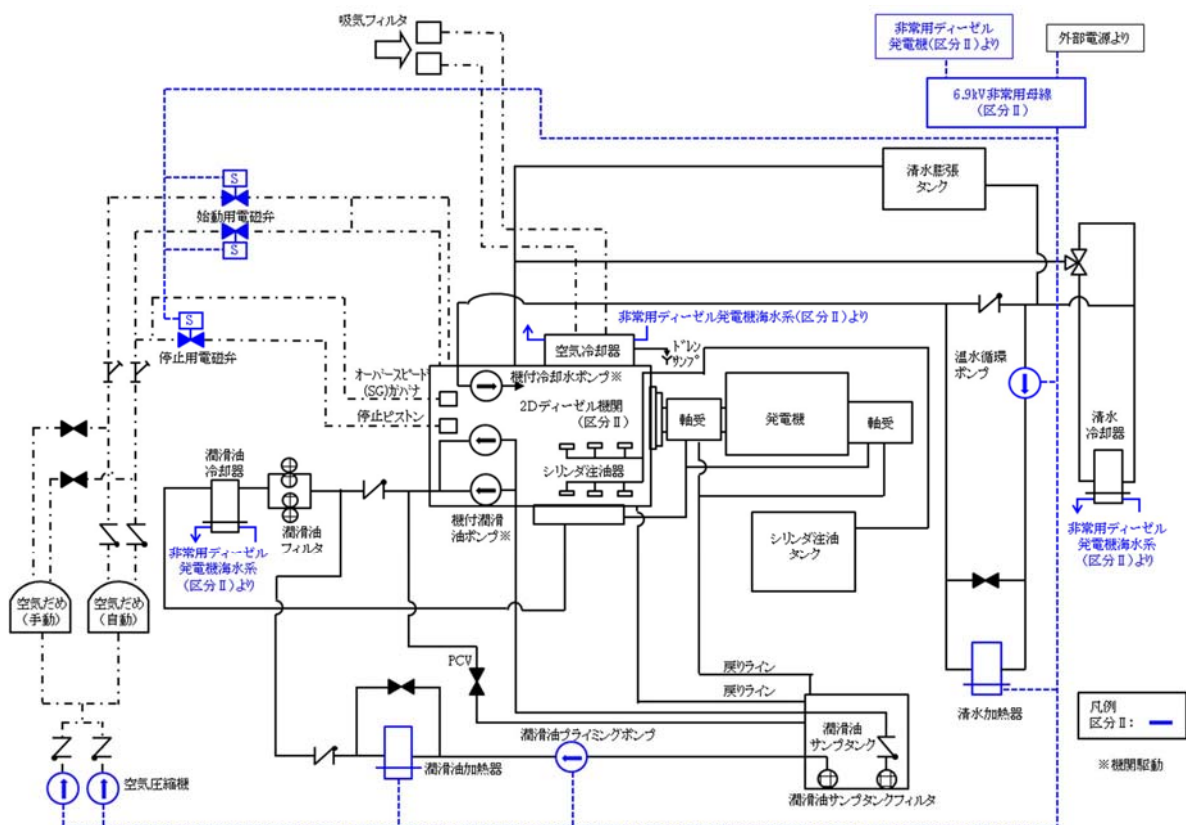 吸気フィルタ
非常用ディーゼル
発電機(区分Ⅱ)より
外部電源より
6.9kV非常用母線
(区分Ⅱ)
清水膨張
タンク
S
始動用電磁弁
S
S
停止用電磁弁
非常用ディーゼル発電機海水系(区分Ⅱ)より
空気冷却器
ドレン
サンプ
オーバースピード
(SG)ガバナ
機付冷却水ポンプ※
停止ピストン
2Dディーゼル機関
(区分Ⅱ)
軸受
発電機
軸受
温水循環
ポンプ
清水
冷却器
シリンダ注油器
潤滑油
冷却器
潤滑油
フィルタ
機付潤滑
油ポンプ※
シリンダ注油
タンク
非常用ディーゼル
発電機海水系
(区分Ⅱ)より
非常用ディーゼル
発電機海水系
(区分Ⅱ)より
空気だめ
(手動)
空気だめ
(自動)
PCV
戻りライン
戻りライン
清水加熱器
凡例
区分Ⅱ:
潤滑油プライミングポンプ
潤滑油
サンプタンク
潤滑油加熱器
空気圧縮機
潤滑油サンプタンクフィルタ
※機関駆動